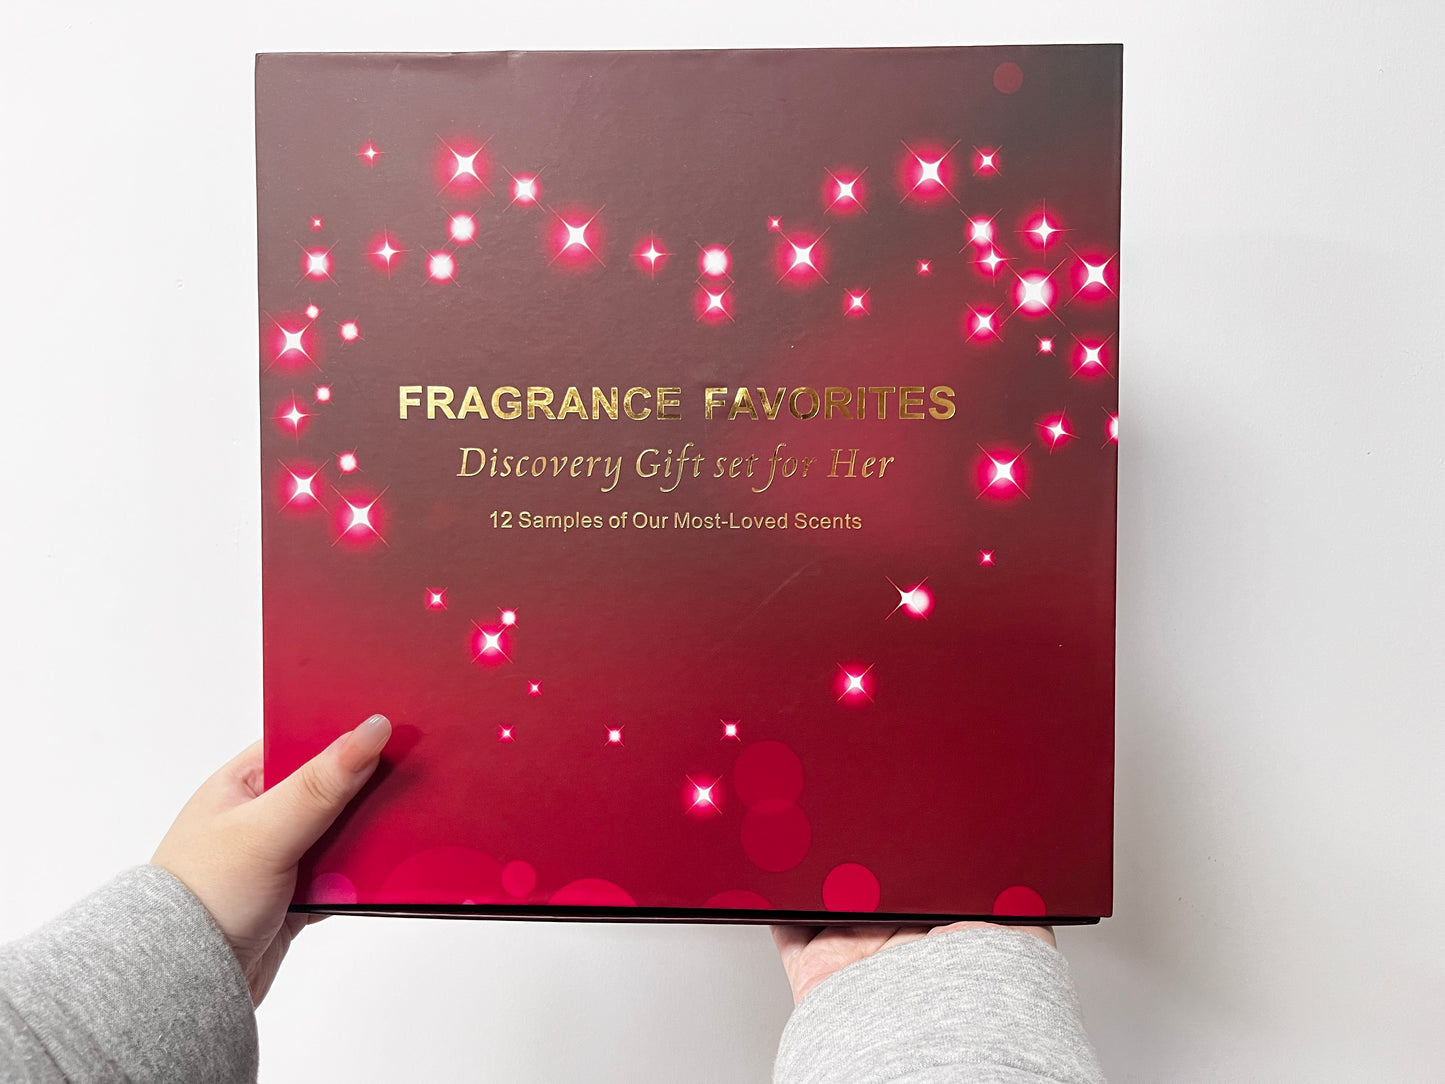 FRAGRANCE FAVORITES
Discovery Gift set for Her
12 Samples of Our Most-Loved Scents